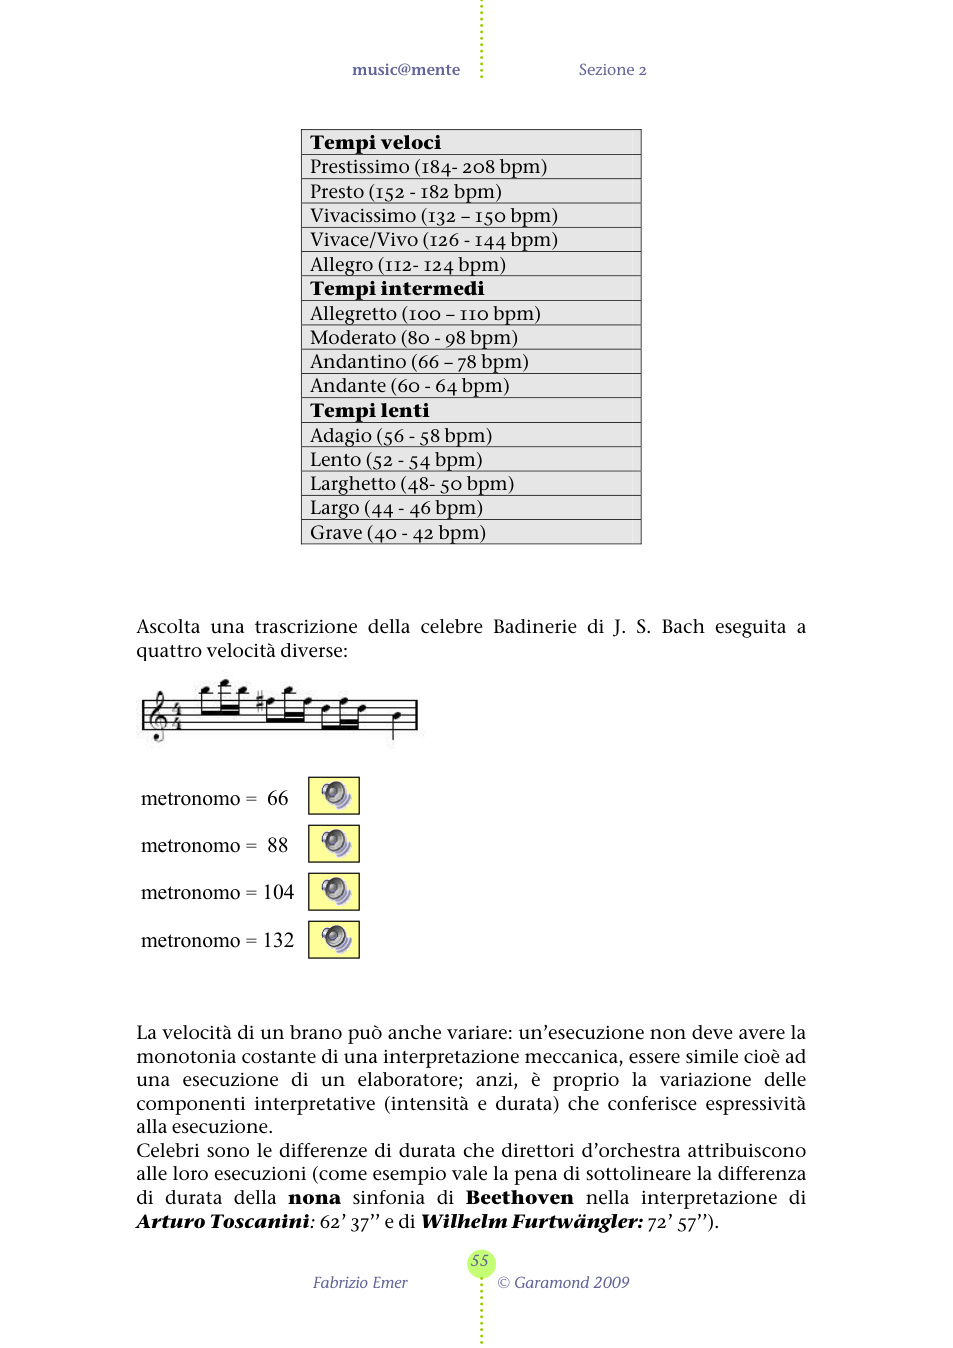 music@mente Sezione 2
Tempi veloci
Prestissimo (184- 208 bpm)
Presto (152 - 182 bpm)
Vivacissimo (132 – 150 bpm)
Vivace/Vivo (126 - 144 bpm)
Allegro (112- 124 bpm)
Tempi intermedi
Allegretto (100 – 110 bpm)
Moderato (80 - 98 bpm)
Andantino (66 – 78 bpm)
Andante (60 - 64 bpm)
Tempi lenti
Adagio (56 - 58 bpm)
Lento (52 - 54 bpm)
Larghetto (48- 50 bpm)
Largo (44 - 46 bpm)
Grave (40 - 42 bpm)
Ascolta una trascrizione della celebre Badinerie di J. S. Bach eseguita a
quattro velocità diverse:
4
4
metronomo = 66
metronomo = 88
metronomo = 104
metronomo = 132
La velocità di un brano può anche variare: un’esecuzione non deve avere la
monotonia costante di una interpretazione meccanica, essere simile cioè ad
una esecuzione di un elaboratore; anzi, è proprio la variazione delle
componenti interpretative (intensità e durata) che conferisce espressività
alla esecuzione.
Celebri sono le differenze di durata che direttori d’orchestra attribuiscono
alle loro esecuzioni (come esempio vale la pena di sottolineare la differenza
di durata della nona sinfonia di Beethoven nella interpretazione di
Arturo Toscanini: 62’ 37’’ e di Wilhelm Furtwängler: 72’ 57’’).
55
Fabrizio Emer © Garamond 2009